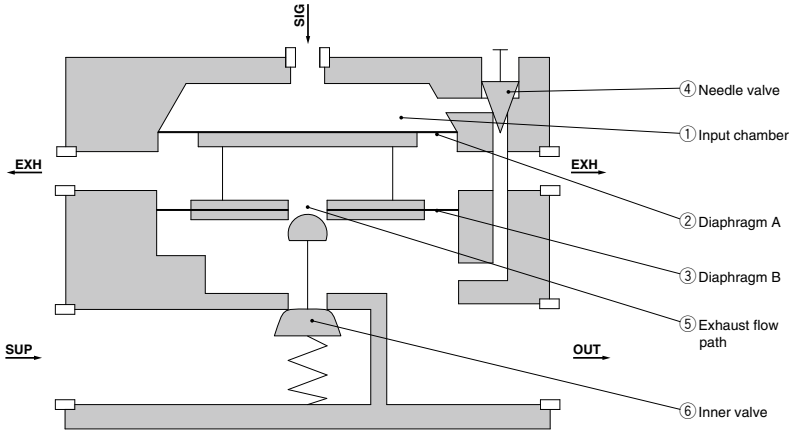 SIG
④ Needle valve
① Input chamber
EXH
EXH
② Diaphragm A
③ Diaphragm B
⑤ Exhaust flow
path
SUP
OUT
⑥ Inner valve